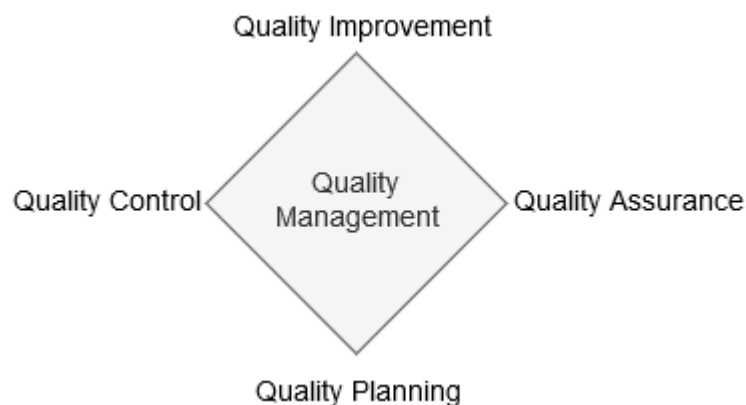 Quality Improvement
Quality Control
Quality
Management
Quality Assurance
Quality Planning